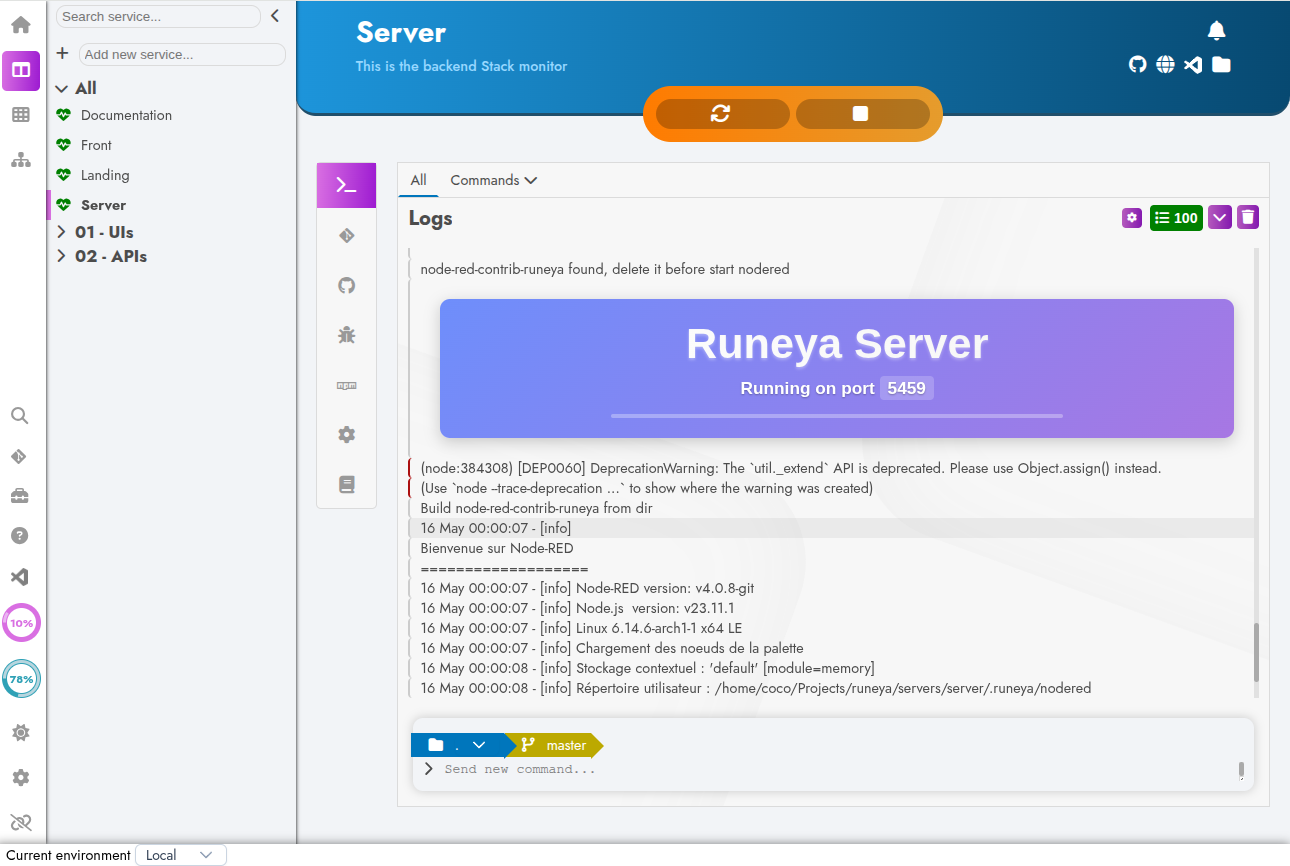 Search service...
Add new service...
All
Documentation
Front
Landing
Server
01 - UIs
02 - APIs
10%
78%
Server
This is the backend Stack monitor
All
Commands
Logs
100
node-red-contrib-runeya found, delete it before start nodered
Runeya Server
Running on port 5459
(node:384308) [DEP0060] DeprecationWarning: The `util._extend` API is deprecated. Please use Object.assign() instead.
(Use `node --trace-deprecation ...` to show where the warning was created)
Build node-red-contrib-runeya from dir
16 May 00:00:07 - [info]
Bienvenue sur Node-RED
===================
16 May 00:00:07 - [info] Node-RED version: v4.0.8-git
16 May 00:00:07 - [info] Node.js  version: v23.11.1
16 May 00:00:07 - [info] Linux 6.14.6-arch1-1 x64 LE
16 May 00:00:07 - [info] Chargement des noeuds de la palette
16 May 00:00:08 - [info] Stockage contextuel : 'default' [module=memory]
16 May 00:00:08 - [info] Répertoire utilisateur : /home/coco/Projects/runeya/servers/server/.runeya/nodered
. master
Send new command...
Current environment Local